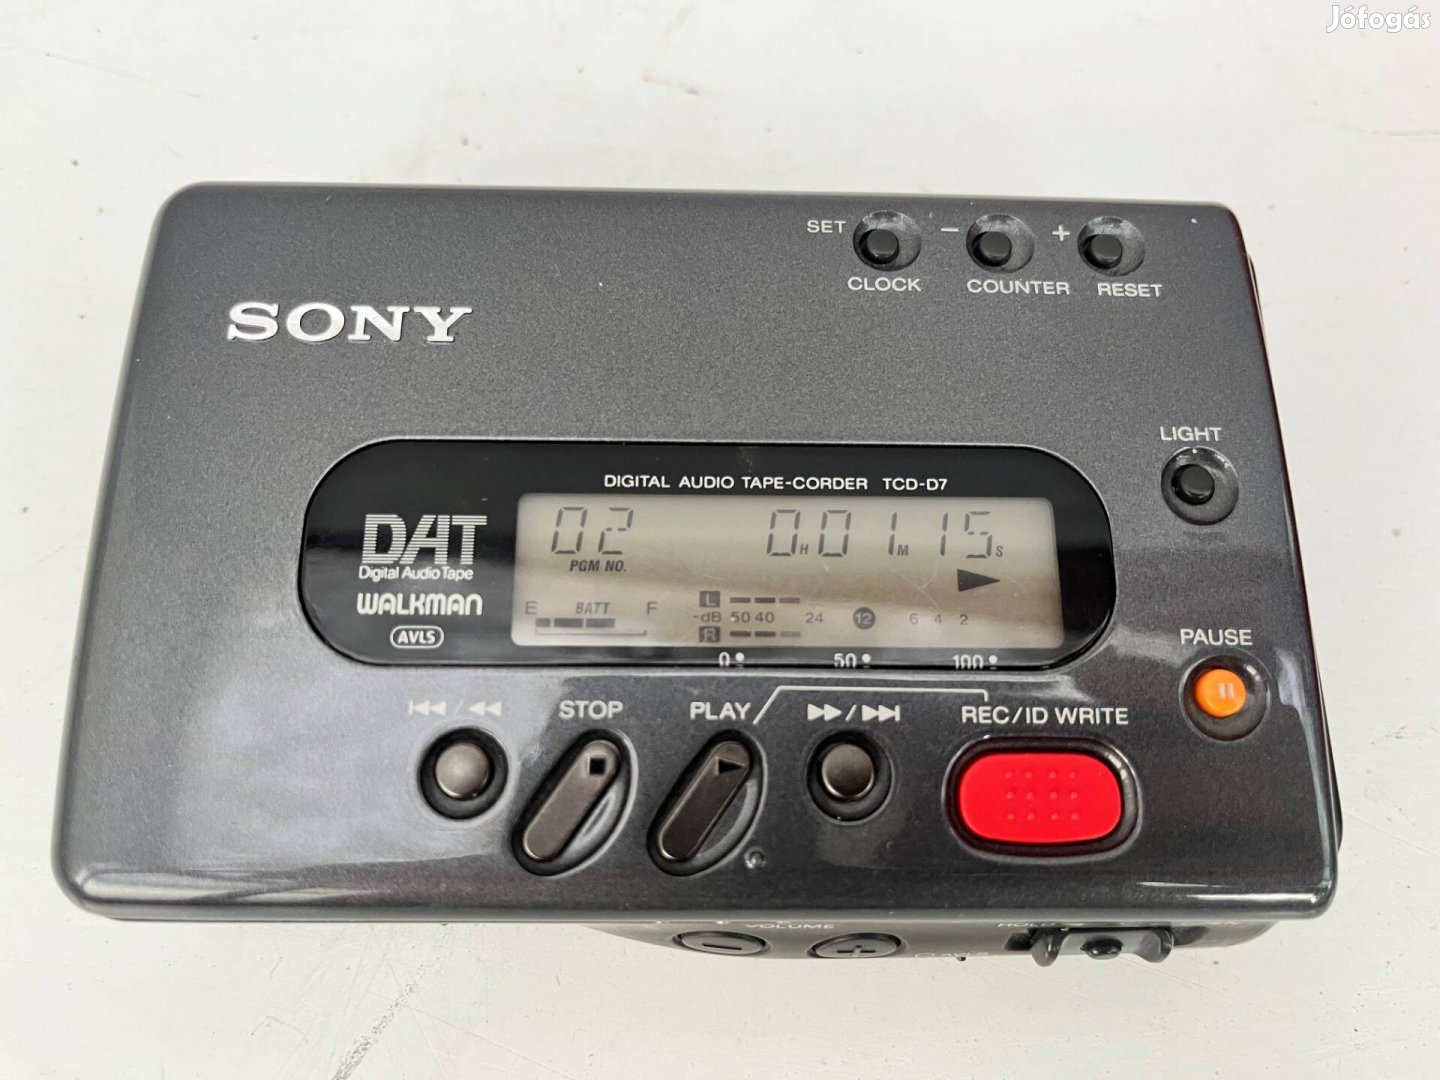 Jófogás
SET - +
CLOCK COUNTER RESET
SONY
LIGHT
DIGITAL AUDIO TAPE-CORDER TCD-D7
DAT
Digital Audio Tape
WALKMAN
AVLS
02 0H01M15S
PGM NO.
E BATT F
L
-dB 50 40 24 12 6 4 2
R
0 50 100
PAUSE
STOP PLAY REC/ID WRITE
VOLUME
- +